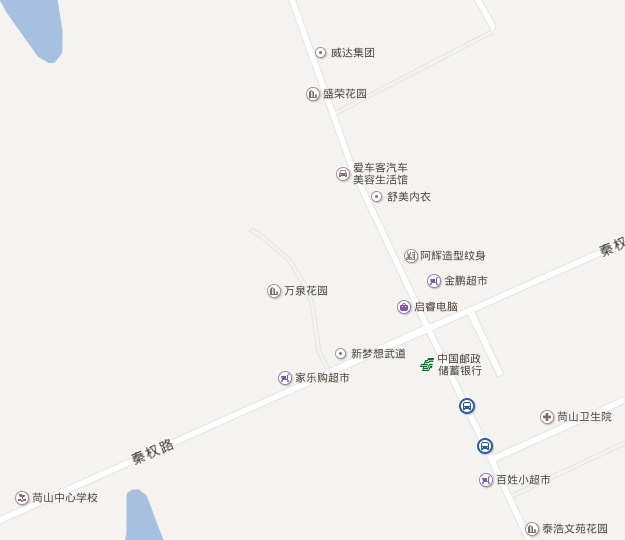 威达集团
盛荣花园
爱车客汽车
美容生活馆
舒美内衣
秦权
阿辉造型纹身
金鹏超市
万泉花园
启睿电脑
新梦想武道
中国邮政
储蓄银行
家乐购超市
苘山卫生院
秦权路
百姓小超市
苘山中心学校
泰浩文苑花园